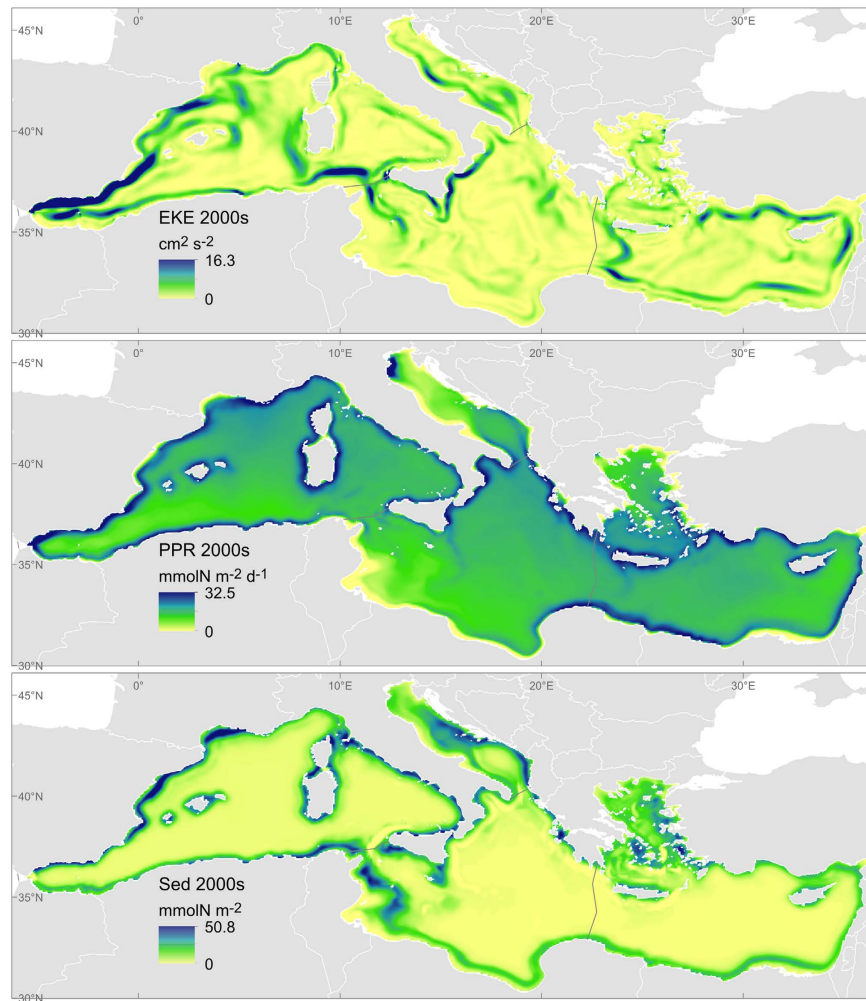 45°N
0°
10°E
20°E
30°E
40°N
EKE 2000s
35°N
cm2 s-2
16.3
0
30°N
45°N
0°
10°E
20°E
30°E
40°N
PPR 2000s
35°N
mmolN m-2 d-1
32.5
0
30°N
45°N
0°
10°E
20°E
30°E
40°N
Sed 2000s
35°N
mmolN m-2
50.8
0
30°N